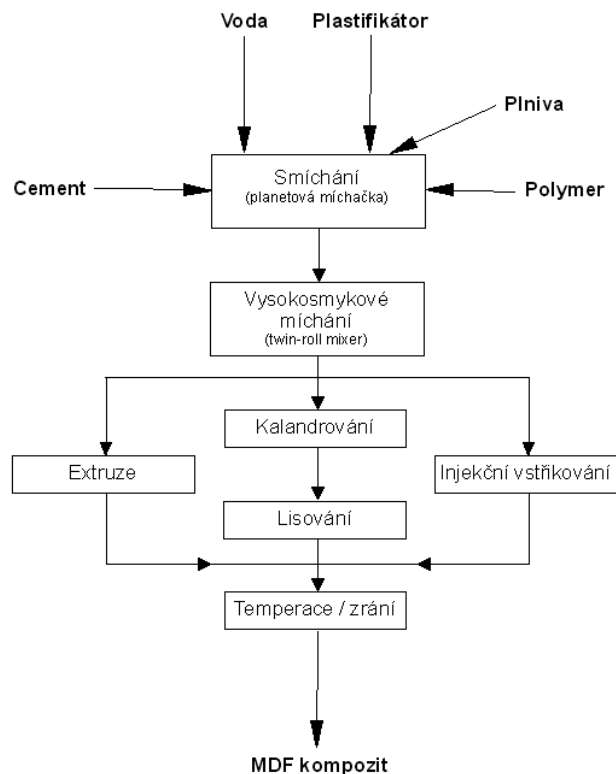 Voda
Plastifikátor
Plniva
Cement
Smíchání
(planetová míchačka)
Polymer
Vysokosmykové
míchání
(twin-roll mixer)
Kalandrování
Extruze
Injekční vstřikování
Lisování
Temperace / zrání
MDF kompozit